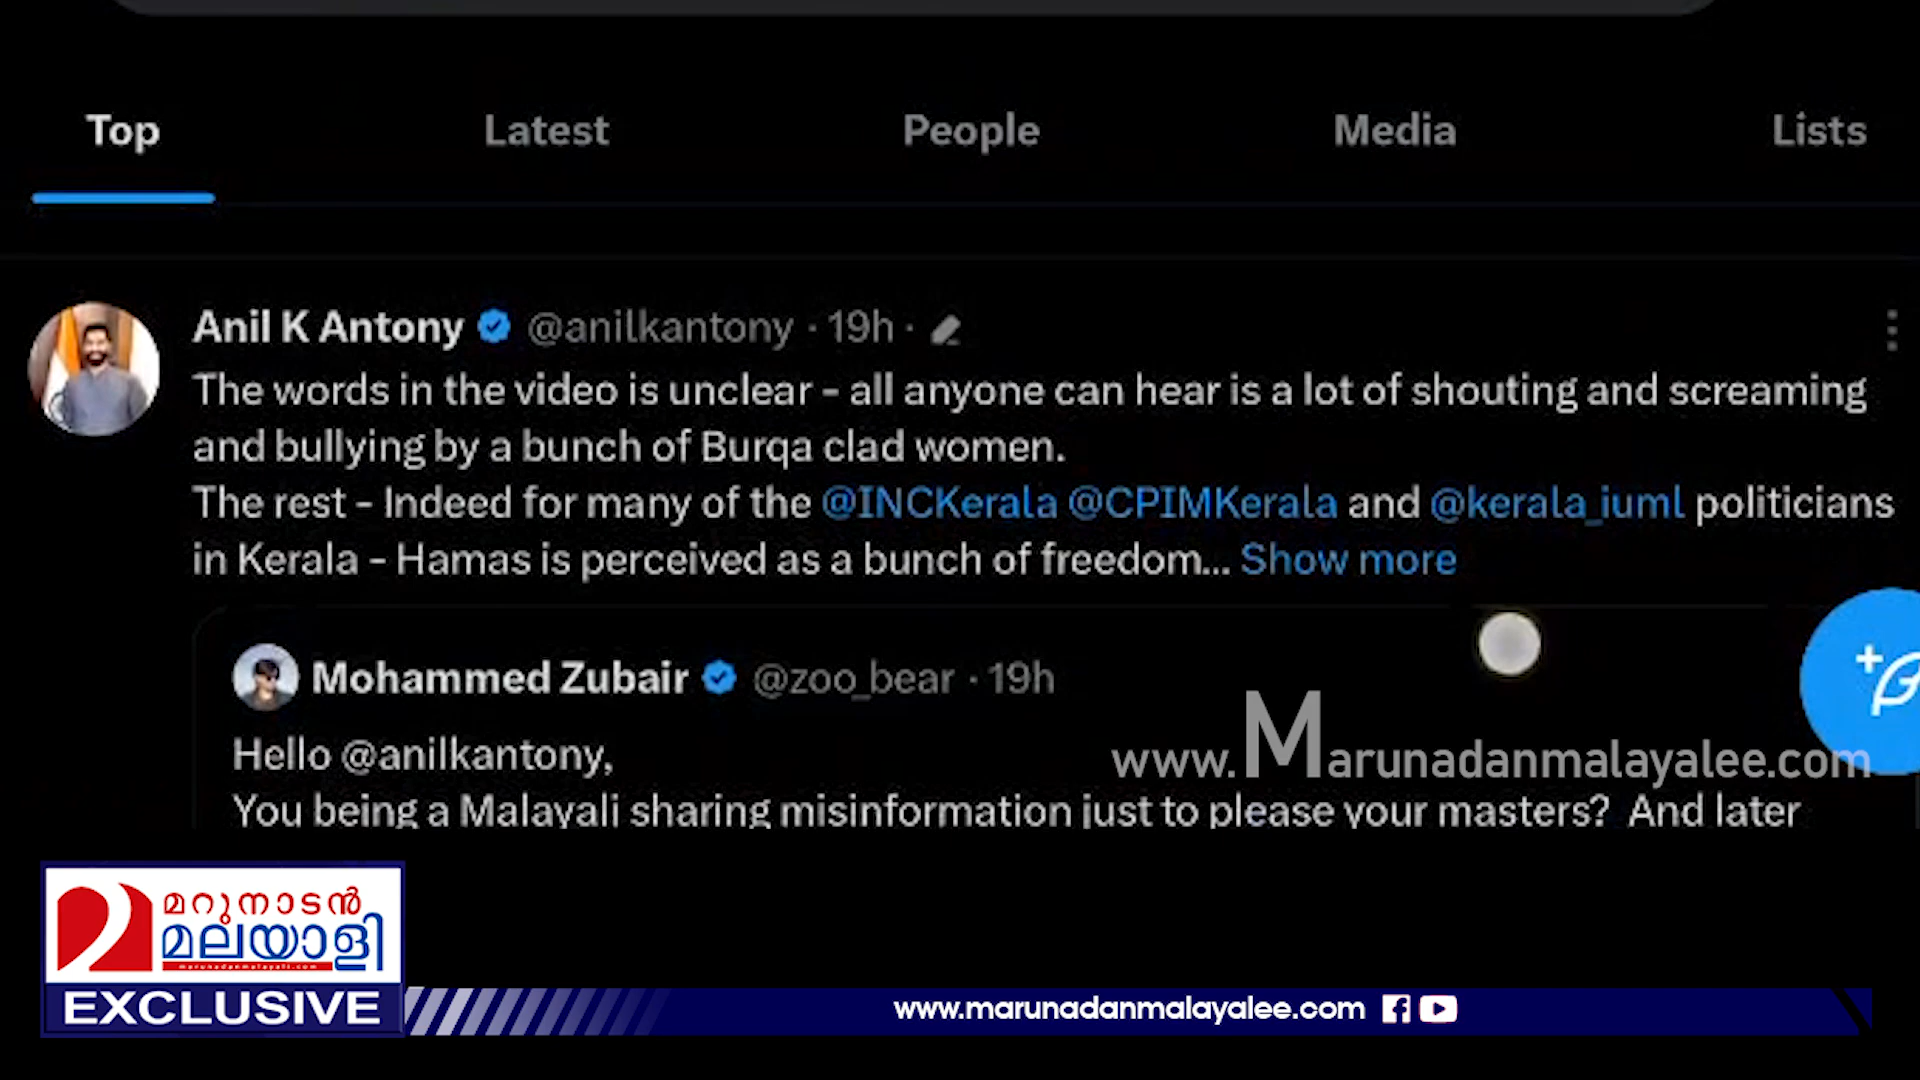 Top Latest People Media Lists
Anil K Antony @anilkantony · 19h ·
The words in the video is unclear - all anyone can hear is a lot of shouting and screaming
and bullying by a bunch of Burqa clad women.
The rest - Indeed for many of the @INCKerala @CPIMKerala and @kerala_iuml politicians
in Kerala - Hamas is perceived as a bunch of freedom... Show more
Mohammed Zubair @zoo_bear · 19h
Hello @anilkantony,
www.Marunadanmalayalee.com
You being a Malayali sharing misinformation just to please your masters? And later
മറുനാടൻ
മലയാളി
marunadanmalayali.com
EXCLUSIVE
www.marunadanmalayalee.com